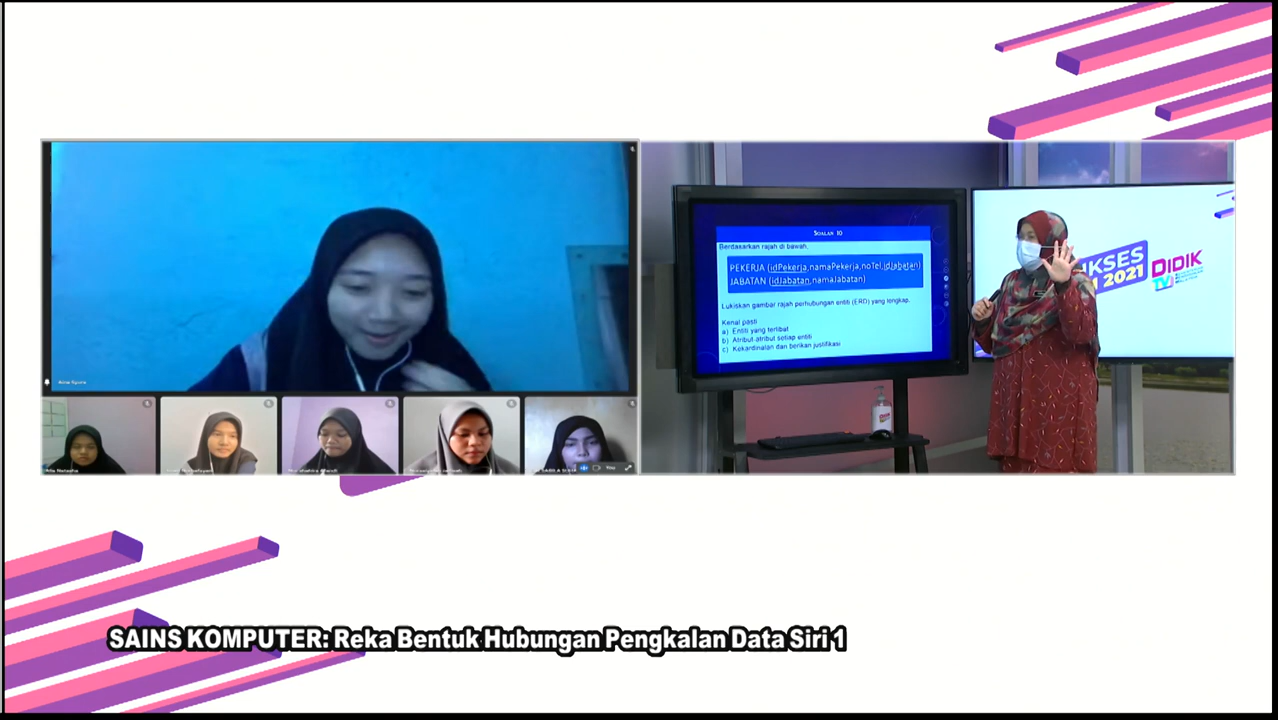 SOALAN 10
Berdasarkan rajah di bawah,
PEKERJA (idPekerja,namaPekerja,noTel,idJabatan)
JABATAN (idJabatan,namaJabatan)
Lukiskan gambar rajah perhubungan entiti (ERD) yang lengkap.
Kenal pasti
a) Entiti yang terlibat
b) Atribut-atribut setiap entiti
c) Kekardinalan dan berikan justifikasi
2021
DIDIK
TV
You
SAINS KOMPUTER: Reka Bentuk Hubungan Pengkalan Data Siri 1